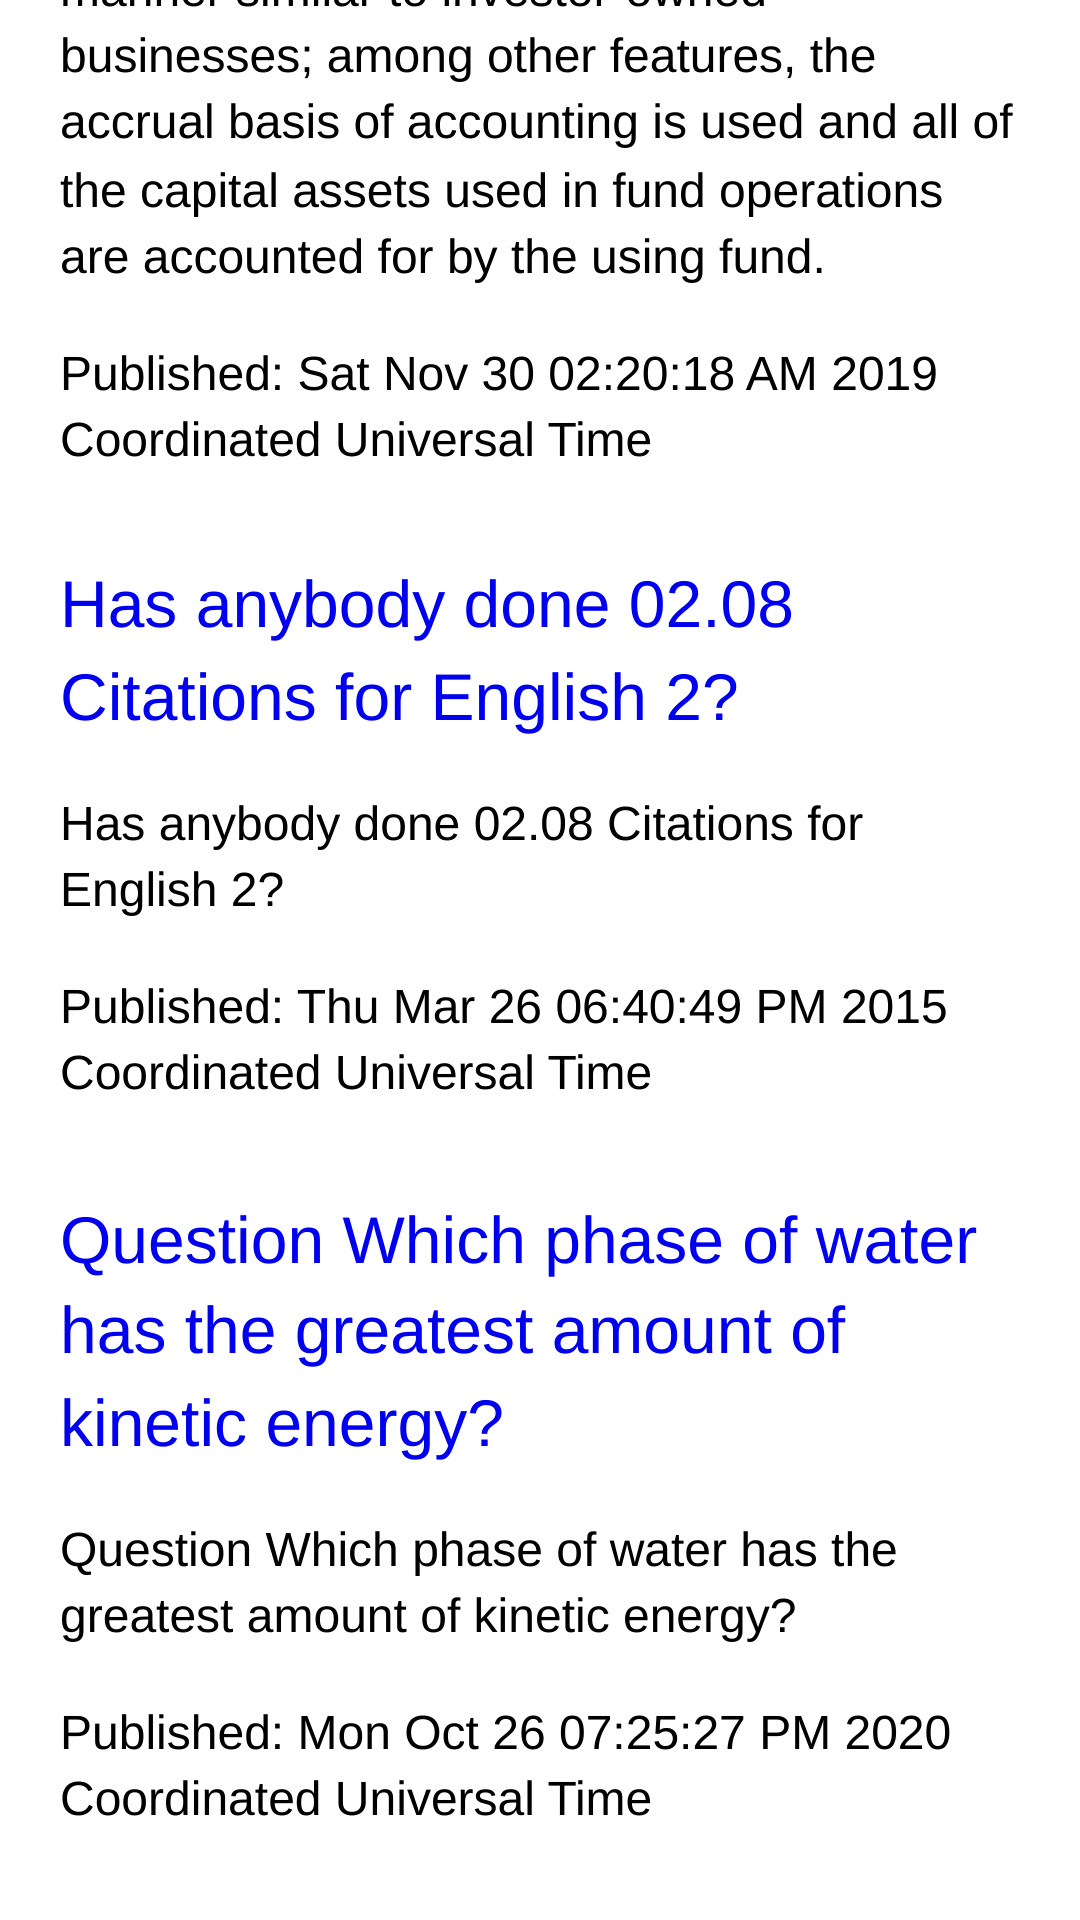 manner similar to investor-owned
businesses; among other features, the
accrual basis of accounting is used and all of
the capital assets used in fund operations
are accounted for by the using fund.
Published: Sat Nov 30 02:20:18 AM 2019
Coordinated Universal Time
Has anybody done 02.08
Citations for English 2?
Has anybody done 02.08 Citations for
English 2?
Published: Thu Mar 26 06:40:49 PM 2015
Coordinated Universal Time
Question Which phase of water
has the greatest amount of
kinetic energy?
Question Which phase of water has the
greatest amount of kinetic energy?
Published: Mon Oct 26 07:25:27 PM 2020
Coordinated Universal Time